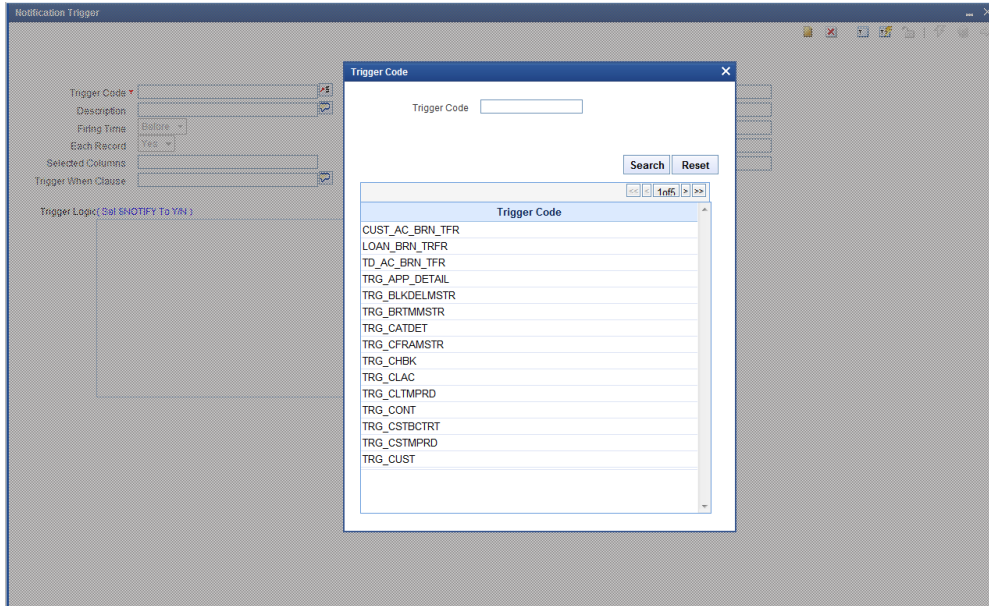 Notification Trigger
Trigger Code *
Description
Firing Time Before
Each Record Yes
Selected Columns
Trigger When Clause
Trigger Logic( Set $NOTIFY To Y/N )
Trigger Code
Trigger Code
Search Reset
<< < 1of5 > >>
Trigger Code
CUST_AC_BRN_TFR
LOAN_BRN_TRFR
TD_AC_BRN_TFR
TRG_APP_DETAIL
TRG_BLKDELMSTR
TRG_BRTMMSTR
TRG_CATDET
TRG_CFRAMSTR
TRG_CHBK
TRG_CLAC
TRG_CLTMPRD
TRG_CONT
TRG_CSTBCTRT
TRG_CSTMPRD
TRG_CUST